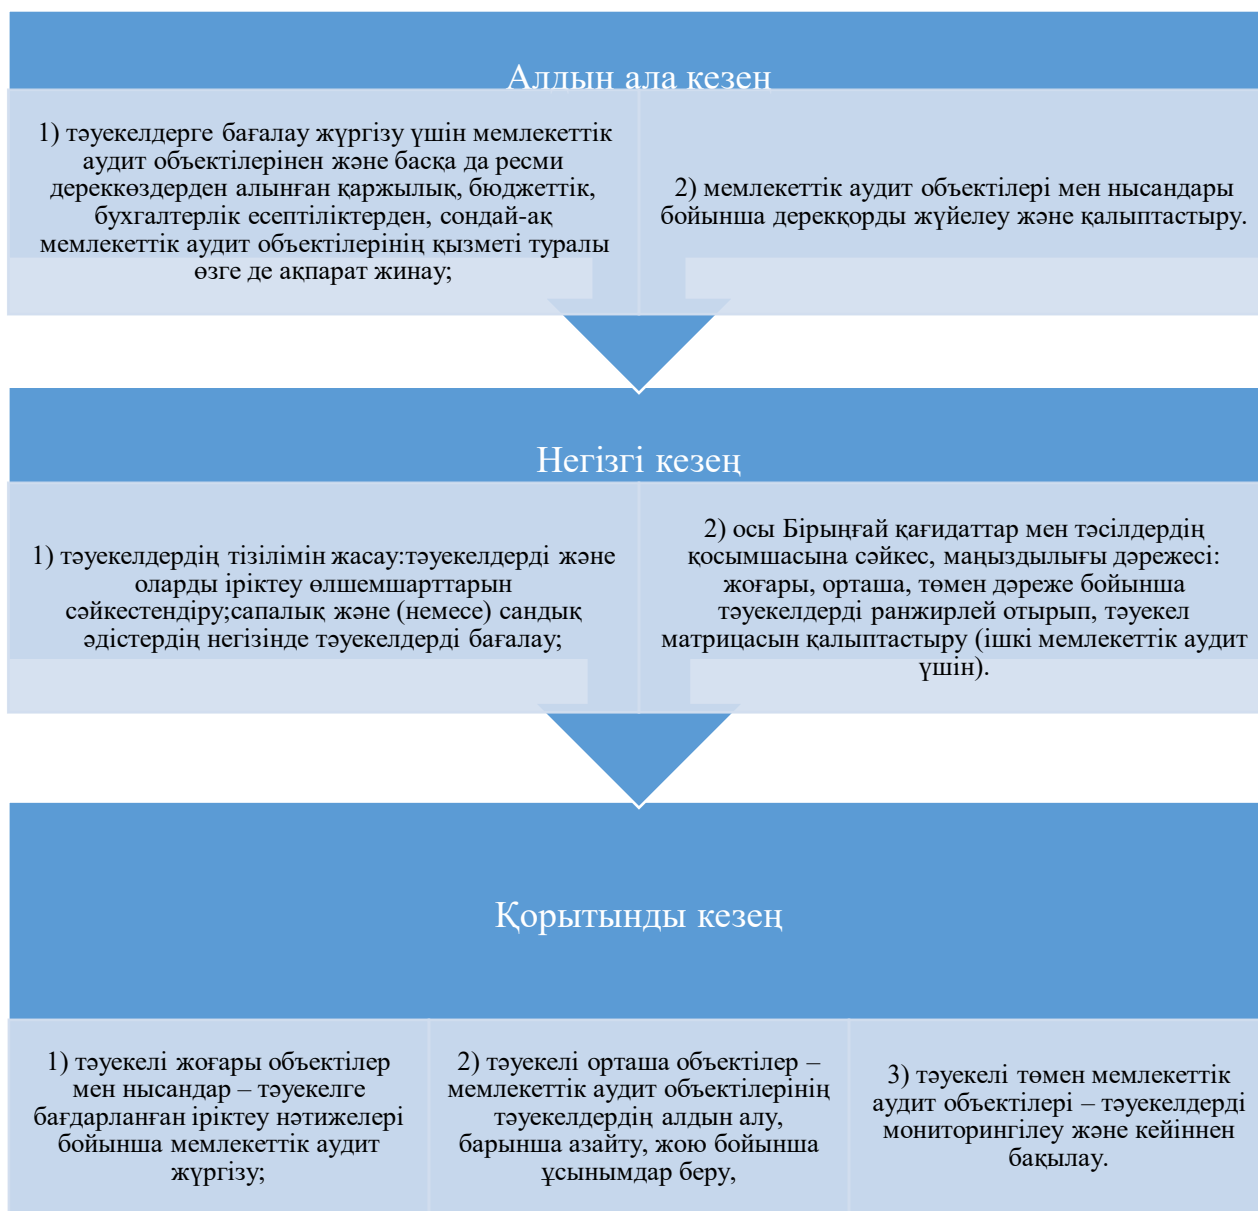 Алдын ала кезең
1) тәуекелдерге бағалау жүргізу үшін мемлекеттік
аудит объектілерінен және басқа да ресми
дереккөздерден алынған қаржылық, бюджеттік,
бухгалтерлік есептіліктерден, сондай-ақ
мемлекеттік аудит объектілерінің қызметі туралы
өзге де ақпарат жинау;
2) мемлекеттік аудит объектілері мен нысандары
бойынша дерекқорды жүйелеу және қалыптастыру.
Негізгі кезең
1) тәуекелдердің тізілімін жасау:тәуекелдерді және
оларды іріктеу өлшемшарттарын
сәйкестендіру;сапалық және (немесе) сандық
әдістердің негізінде тәуекелдерді бағалау;
2) осы Бірыңғай қағидаттар мен тәсілдердің
қосымшасына сәйкес, маңыздылығы дәрежесі:
жоғары, орташа, төмен дәреже бойынша
тәуекелдерді ранжирлей отырып, тәуекел
матрицасын қалыптастыру (ішкі мемлекеттік аудит
үшін).
Қорытынды кезең
1) тәуекелі жоғары объектілер
мен нысандар – тәуекелге
бағдарланған іріктеу нәтижелері
бойынша мемлекеттік аудит
жүргізу;
2) тәуекелі орташа объектілер –
мемлекеттік аудит объектілерінің
тәуекелдердің алдын алу,
барынша азайту, жою бойынша
ұсынымдар беру,
3) тәуекелі төмен мемлекеттік
аудит объектілері – тәуекелдерді
мониторингілеу және кейіннен
бақылау.